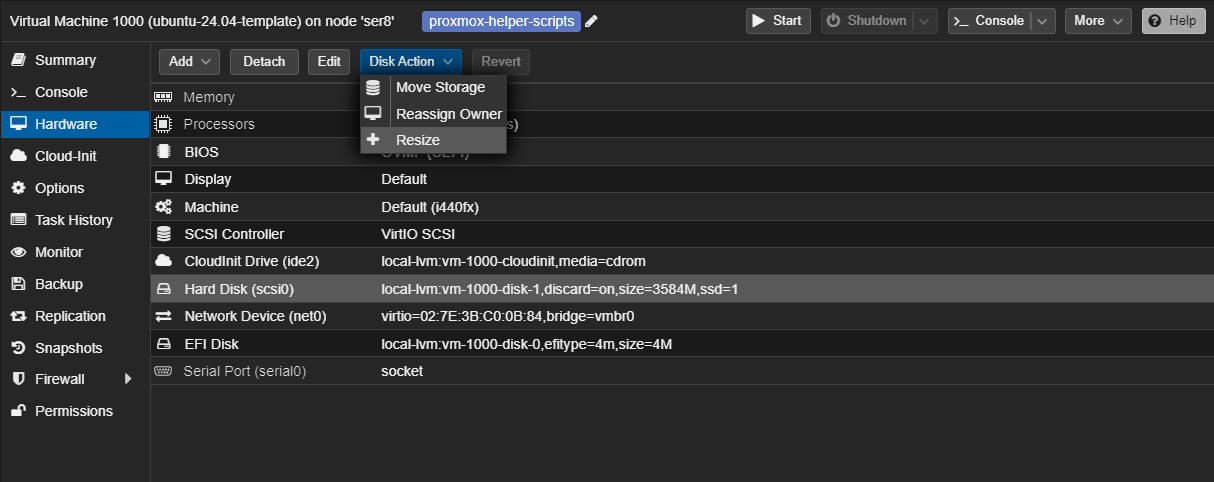 Virtual Machine 1000 (ubuntu-24.04-template) on node 'ser8' proxmox-helper-scripts Start Shutdown Console More Help
Summary
Console
Hardware
Cloud-Init
Options
Task History
Monitor
Backup
Replication
Snapshots
Firewall
Permissions
Add Detach Edit Disk Action Revert
Move Storage
Reassign Owner
Resize
Memory
Processors
BIOS
Display Default
Machine Default (i440fx)
SCSI Controller VirtIO SCSI
CloudInit Drive (ide2) local-lvm:vm-1000-cloudinit,media=cdrom
Hard Disk (scsi0) local-lvm:vm-1000-disk-1,discard=on,size=3584M,ssd=1
Network Device (net0) virtio=02:7E:3B:C0:0B:84,bridge=vmbr0
EFI Disk local-lvm:vm-1000-disk-0,efitype=4m,size=4M
Serial Port (serial0) socket